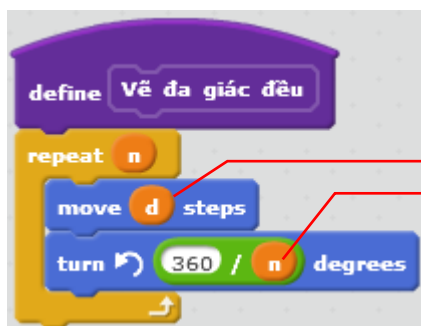 define Vẽ đa giác đều
repeat n
move d steps
turn 360 / n degrees